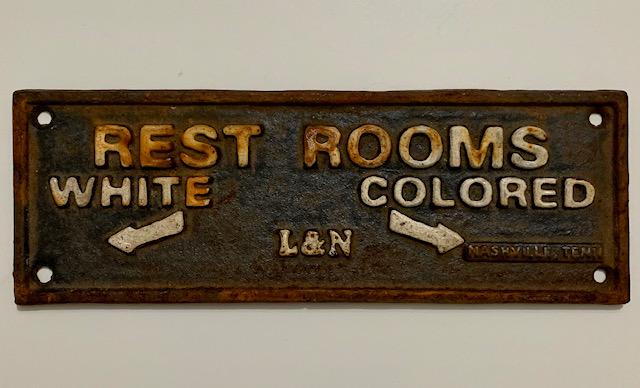 REST ROOMS
WHITE COLORED
L&N
NASHVILLE, TENN